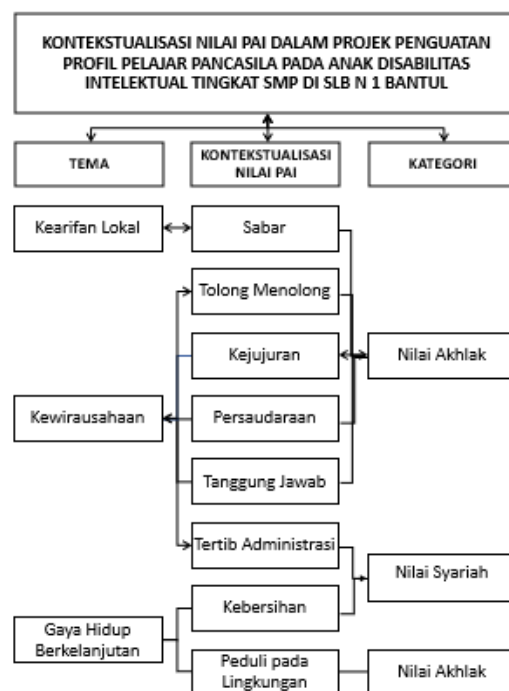 KONTEKSTUALISASI NILAI PAI DALAM PROJEK PENGUATAN
PROFIL PELAJAR PANCASILA PADA ANAK DISABILITAS
INTELEKTUAL TINGKAT SMP DI SLB N 1 BANTUL
TEMA
KONTEKSTUALISASI
NILAI PAI
KATEGORI
Kearifan Lokal
Sabar
Tolong Menolong
Kejujuran
Nilai Akhlak
Kewirausahaan
Persaudaraan
Tanggung Jawab
Tertib Administrasi
Nilai Syariah
Kebersihan
Gaya Hidup
Berkelanjutan
Peduli pada
Lingkungan
Nilai Akhlak